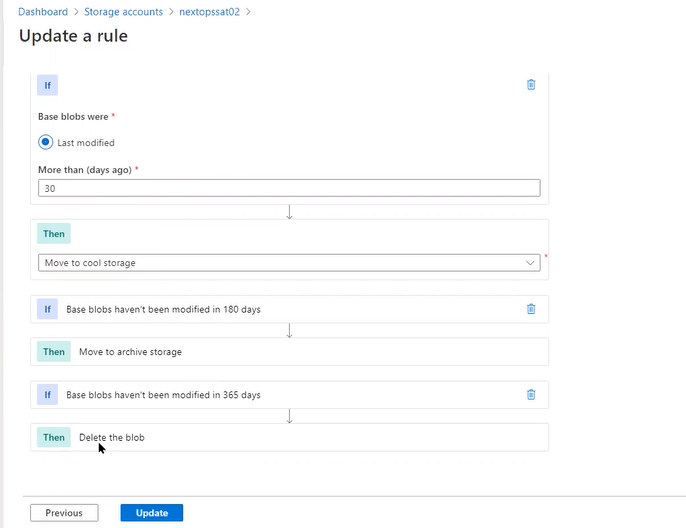 Dashboard > Storage accounts > nextopssat02 >
Update a rule
If
Base blobs were *
Last modified
More than (days ago) *
30
Then
Move to cool storage *
If Base blobs haven't been modified in 180 days
Then Move to archive storage
If Base blobs haven't been modified in 365 days
Then Delete the blob
Previous Update